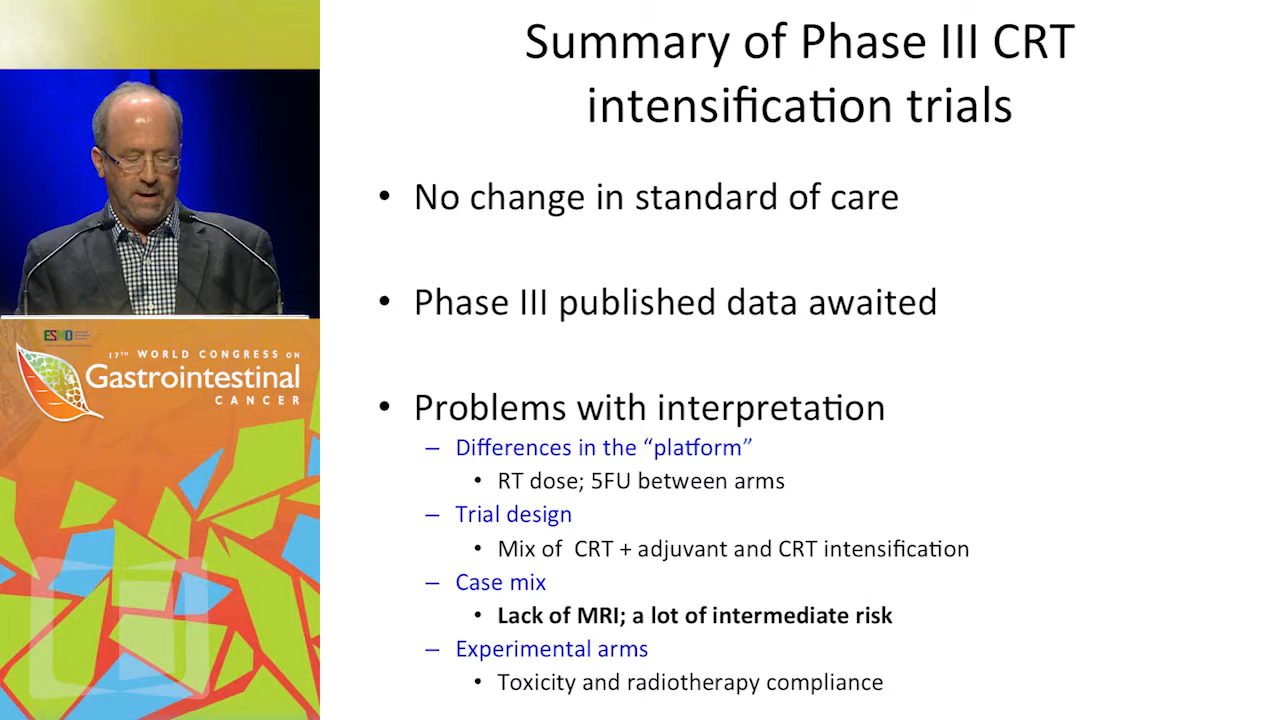 Summary of Phase III CRT
intensification trials
• No change in standard of care
• Phase III published data awaited
• Problems with interpretation
– Differences in the “platform”
• RT dose; 5FU between arms
– Trial design
• Mix of CRT + adjuvant and CRT intensification
– Case mix
• Lack of MRI; a lot of intermediate risk
– Experimental arms
• Toxicity and radiotherapy compliance
ESMO
17TH WORLD CONGRESS ON
Gastrointestinal
CANCER